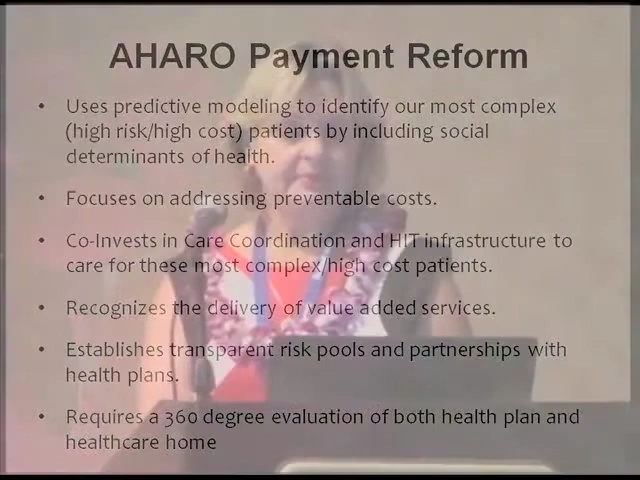 AHARO Payment Reform
• Uses predictive modeling to identify our most complex
(high risk/high cost) patients by including social
determinants of health.
• Focuses on addressing preventable costs.
• Co-Invests in Care Coordination and HIT infrastructure to
care for these most complex/high cost patients.
• Recognizes the delivery of value added services.
• Establishes transparent risk pools and partnerships with
health plans.
• Requires a 360 degree evaluation of both health plan and
healthcare home